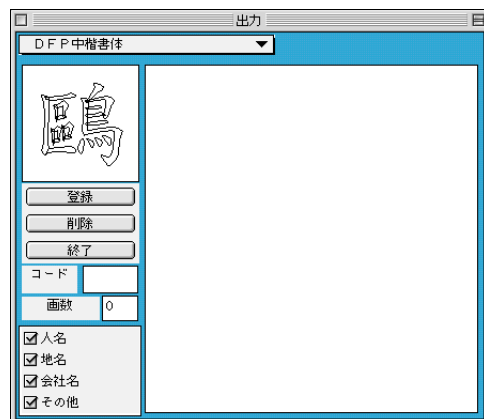 出力
DFP中楷書体
鷗
登録
削除
終了
コード
画数 0
人名
地名
会社名
その他